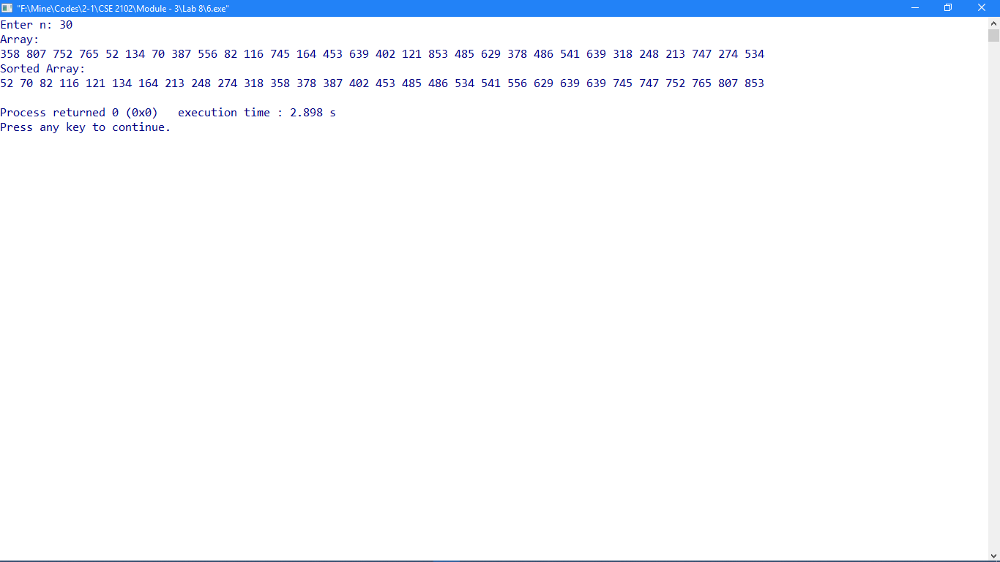 "F:\Mine\Codes\2-1\CSE 2102\Module - 3\Lab 8\6.exe"
Enter n: 30
Array:
358 807 752 765 52 134 70 387 556 82 116 745 164 453 639 402 121 853 485 629 378 486 541 639 318 248 213 747 274 534
Sorted Array:
52 70 82 116 121 134 164 213 248 274 318 358 378 387 402 453 485 486 534 541 556 629 639 639 745 747 752 765 807 853
Process returned 0 (0x0)   execution time : 2.898 s
Press any key to continue.